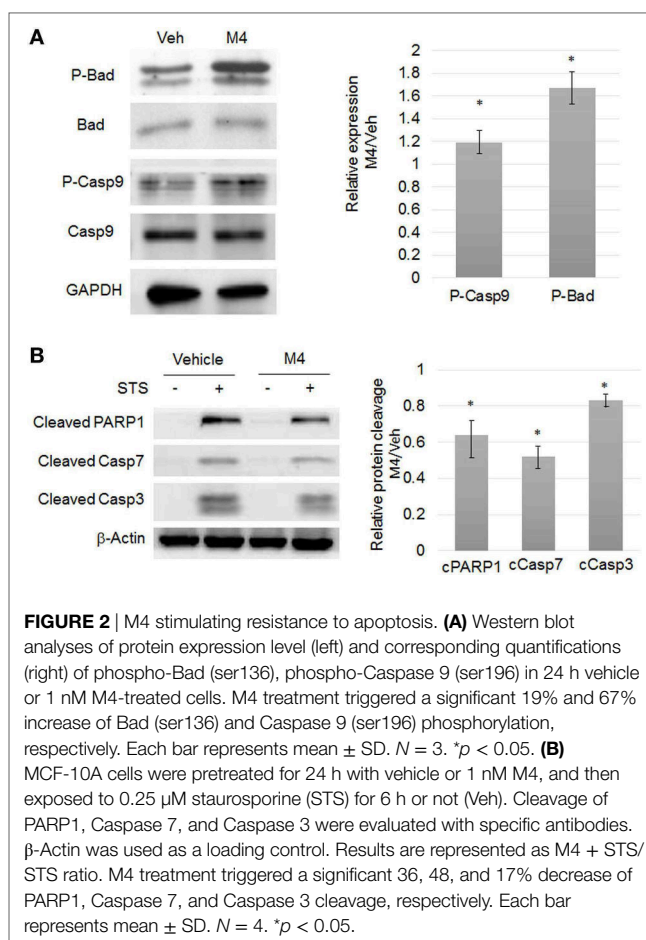 A
Veh M4
P-Bad
Bad
P-Casp9
Casp9
GAPDH
Relative expression
M4/Veh
2
1.8
1.6
1.4
1.2
1
0.8
0.6
0.4
0.2
0
* *
P-Casp9 P-Bad
B
Vehicle M4
STS - + - +
Cleaved PARP1
Cleaved Casp7
Cleaved Casp3
β-Actin
Relative protein cleavage
M4/Veh
1
0.8
0.6
0.4
0.2
0
* * *
cPARP1 cCasp7 cCasp3
FIGURE 2 | M4 stimulating resistance to apoptosis. (A) Western blot
analyses of protein expression level (left) and corresponding quantifications
(right) of phospho-Bad (ser136), phospho-Caspase 9 (ser196) in 24 h vehicle
or 1 nM M4-treated cells. M4 treatment triggered a significant 19% and 67%
increase of Bad (ser136) and Caspase 9 (ser196) phosphorylation,
respectively. Each bar represents mean ± SD. N = 3. *p < 0.05. (B)
MCF-10A cells were pretreated for 24 h with vehicle or 1 nM M4, and then
exposed to 0.25 µM staurosporine (STS) for 6 h or not (Veh). Cleavage of
PARP1, Caspase 7, and Caspase 3 were evaluated with specific antibodies.
β-Actin was used as a loading control. Results are represented as M4 + STS/
STS ratio. M4 treatment triggered a significant 36, 48, and 17% decrease of
PARP1, Caspase 7, and Caspase 3 cleavage, respectively. Each bar
represents mean ± SD. N = 4. *p < 0.05.